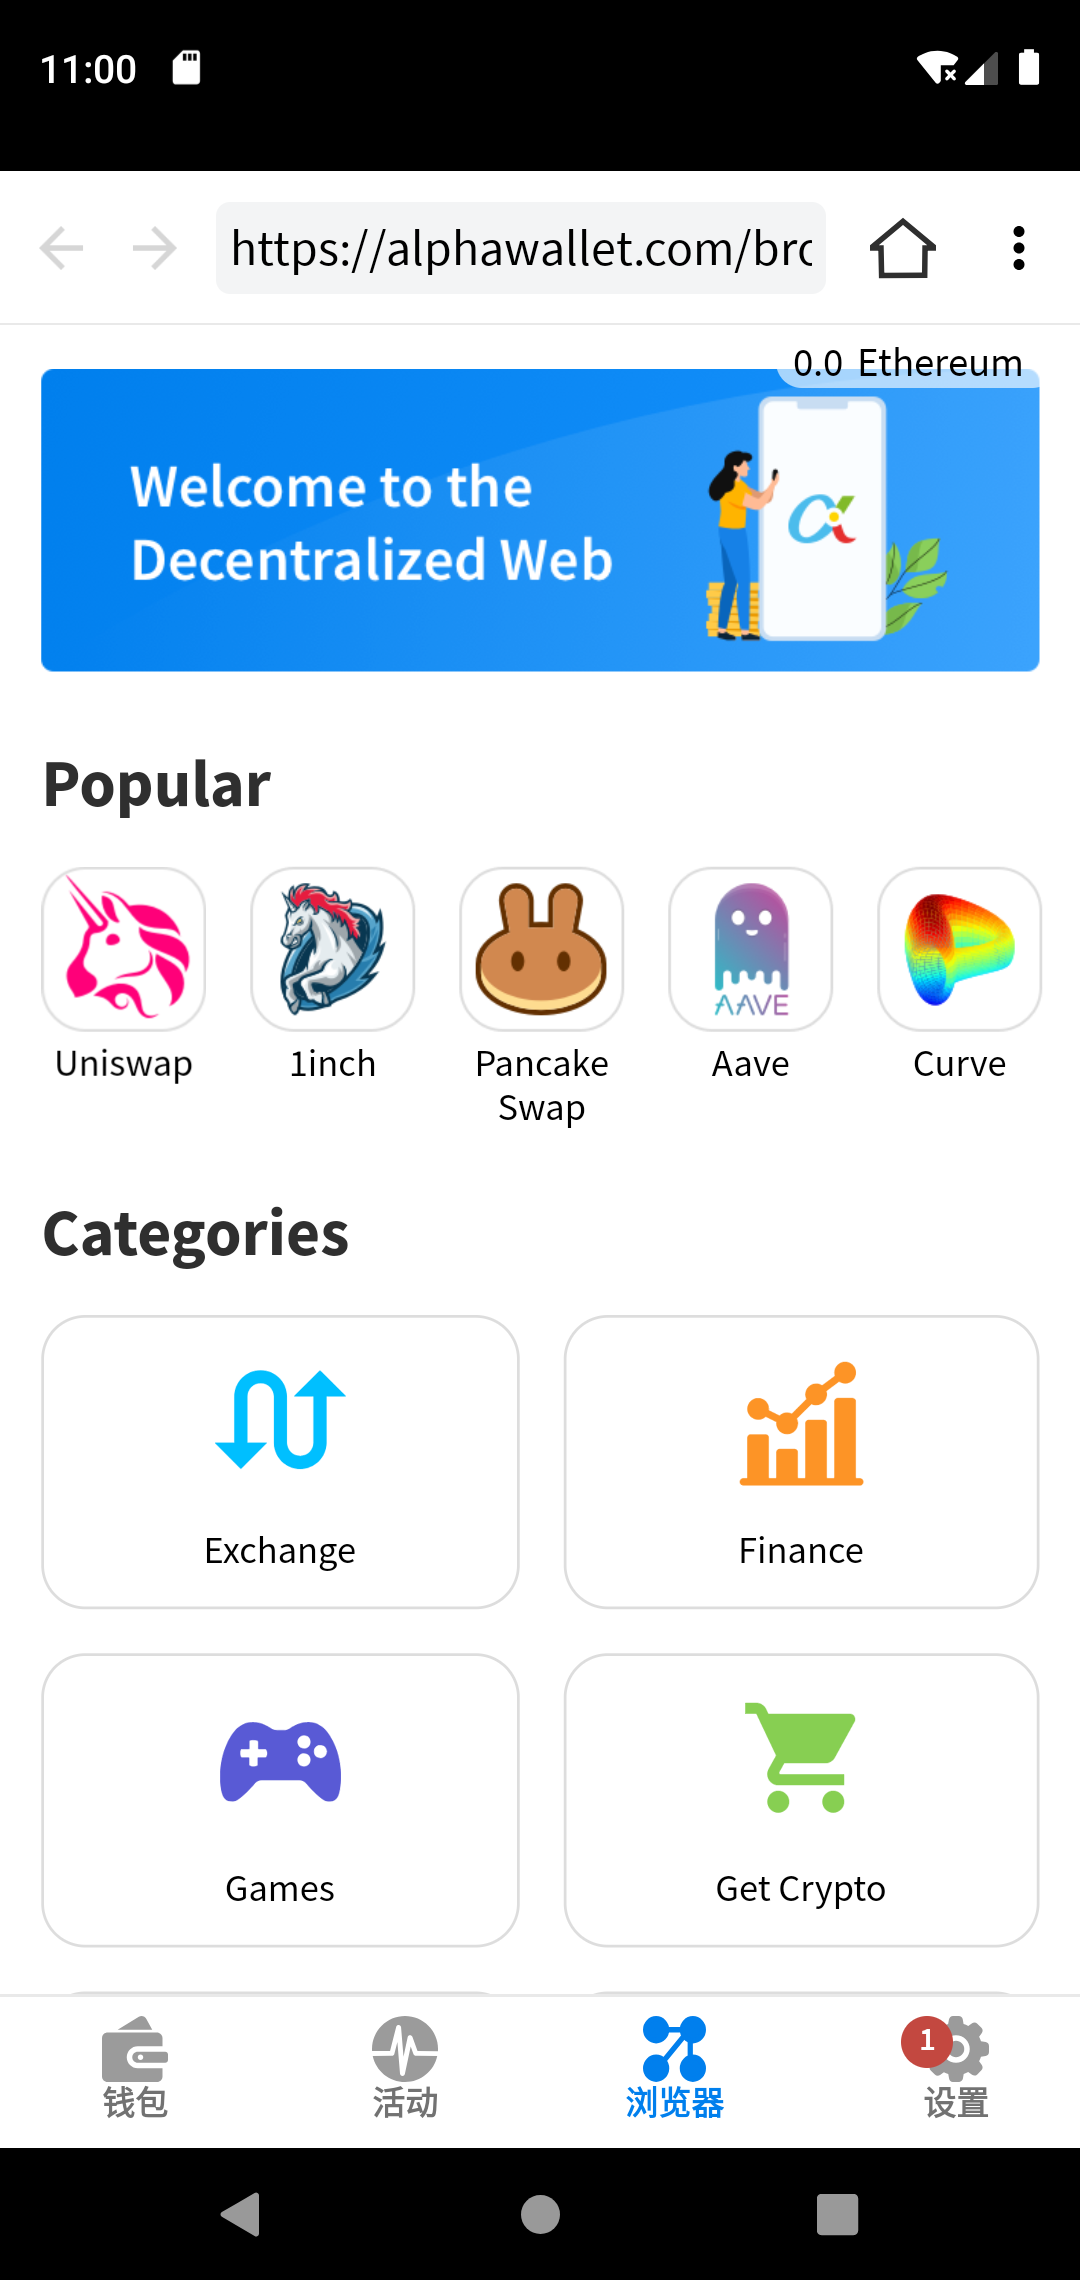 11:00
https://alphawallet.com/brc
0.0 Ethereum
Welcome to the
Decentralized Web
Popular
AAVE
Uniswap
1inch
Pancake
Swap
Aave
Curve
Categories
Exchange
Finance
Games
Get Crypto
1
钱包
活动
浏览器
设置